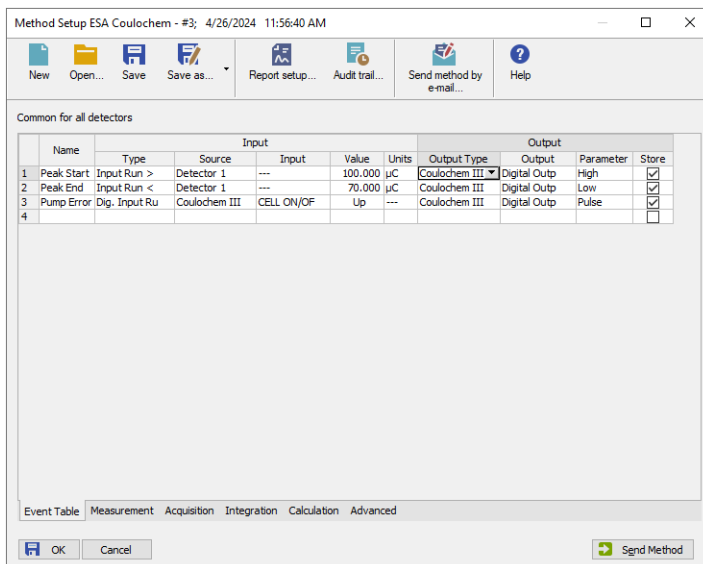 Method Setup ESA Coulochem - #3; 4/26/2024 11:56:40 AM
New Open... Save Save as... Report setup... Audit trail... Send method by e-mail... Help
Common for all detectors
Name Input Output
Type Source Input Value Units Output Type Output Parameter Store
1 Peak Start Input Run > Detector 1 --- 100.000 µC Coulochem III Digital Outp High
2 Peak End Input Run < Detector 1 --- 70.000 µC Coulochem III Digital Outp Low
3 Pump Error Dig. Input Ru Coulochem III CELL ON/OF Up --- Coulochem III Digital Outp Pulse
4
Event Table Measurement Acquisition Integration Calculation Advanced
OK Cancel Send Method